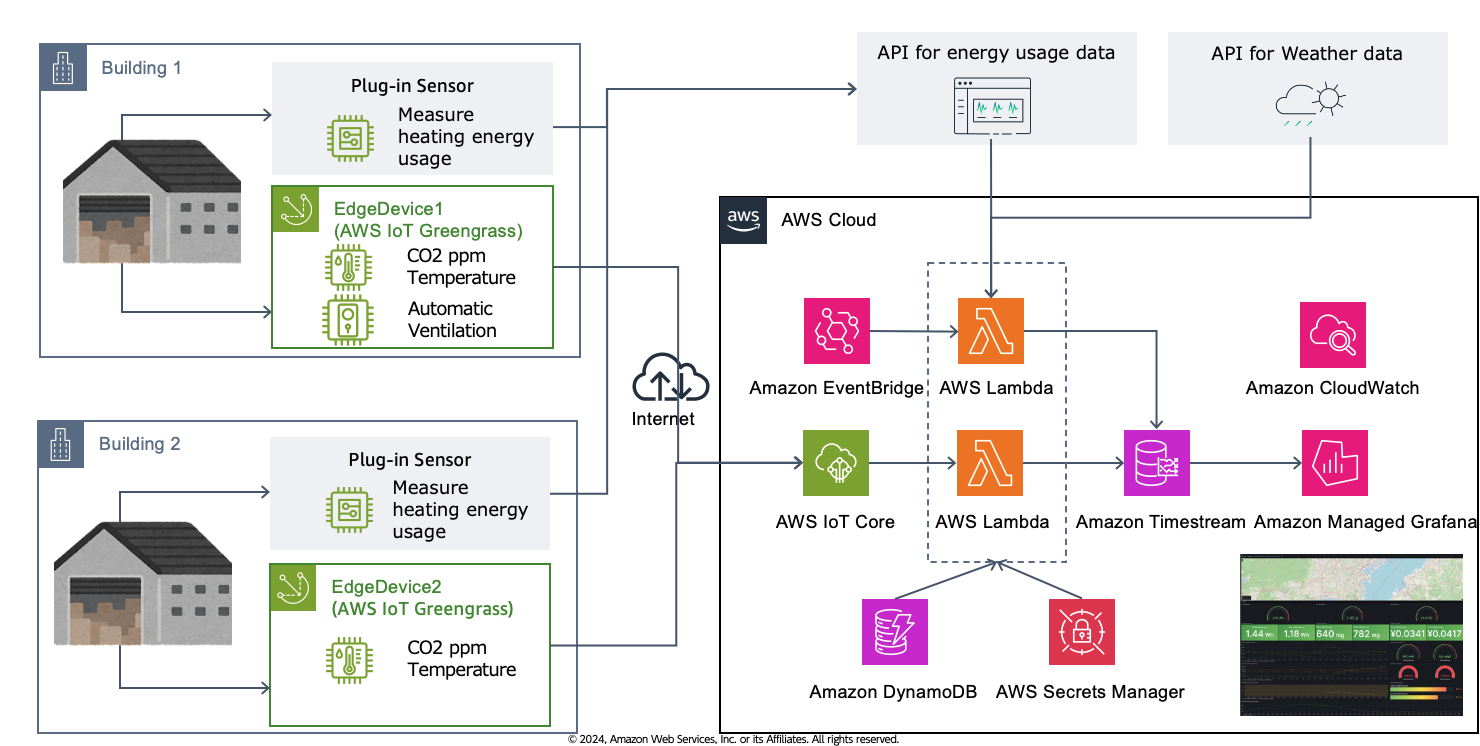 Building 1
Plug-in Sensor
Measure
heating energy
usage
EdgeDevice1
(AWS IoT Greengrass)
CO2 ppm
Temperature
Automatic
Ventilation
Building 2
Plug-in Sensor
Measure
heating energy
usage
EdgeDevice2
(AWS IoT Greengrass)
CO2 ppm
Temperature
Internet
API for energy usage data
API for Weather data
aws
AWS Cloud
Amazon EventBridge
AWS Lambda
Amazon CloudWatch
AWS IoT Core
AWS Lambda
Amazon Timestream
Amazon Managed Grafana
Amazon DynamoDB
AWS Secrets Manager
1.44 Wh
1.18 Wh
640 mg
782 mg
¥0.0341
¥0.0417
© 2024, Amazon Web Services, Inc. or its Affiliates. All rights reserved.